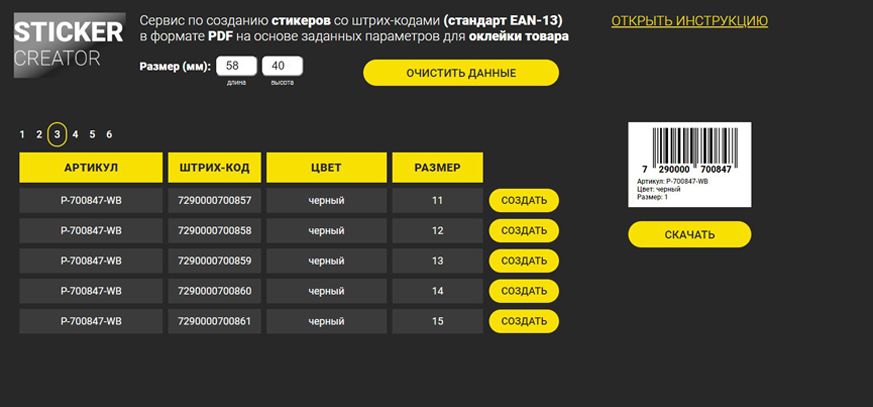 STICKER
CREATOR
Сервис по созданию стикеров со штрих-кодами (стандарт EAN-13)
в формате PDF на основе заданных параметров для оклейки товара
ОТКРЫТЬ ИНСТРУКЦИЮ
Размер (мм): 58 40
длина высота
ОЧИСТИТЬ ДАННЫЕ
1 2 3 4 5 6
АРТИКУЛ ШТРИХ-КОД ЦВЕТ РАЗМЕР
P-700847-WB 7290000700857 черный 11 СОЗДАТЬ
P-700847-WB 7290000700858 черный 12 СОЗДАТЬ
P-700847-WB 7290000700859 черный 13 СОЗДАТЬ
P-700847-WB 7290000700860 черный 14 СОЗДАТЬ
P-700847-WB 7290000700861 черный 15 СОЗДАТЬ
7 290000 700847
Артикул: P-700847-WB
Цвет: черный
Размер: 1
СКАЧАТЬ